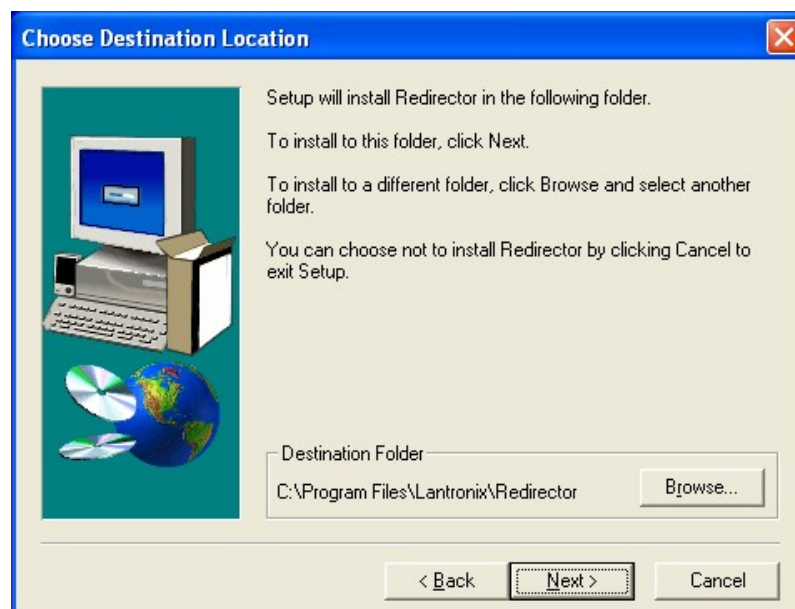 Choose Destination Location
Setup will install Redirector in the following folder.
To install to this folder, click Next.
To install to a different folder, click Browse and select another
folder.
You can choose not to install Redirector by clicking Cancel to
exit Setup.
Destination Folder
C:\Program Files\Lantronix\Redirector
Browse...
< Back
Next >
Cancel